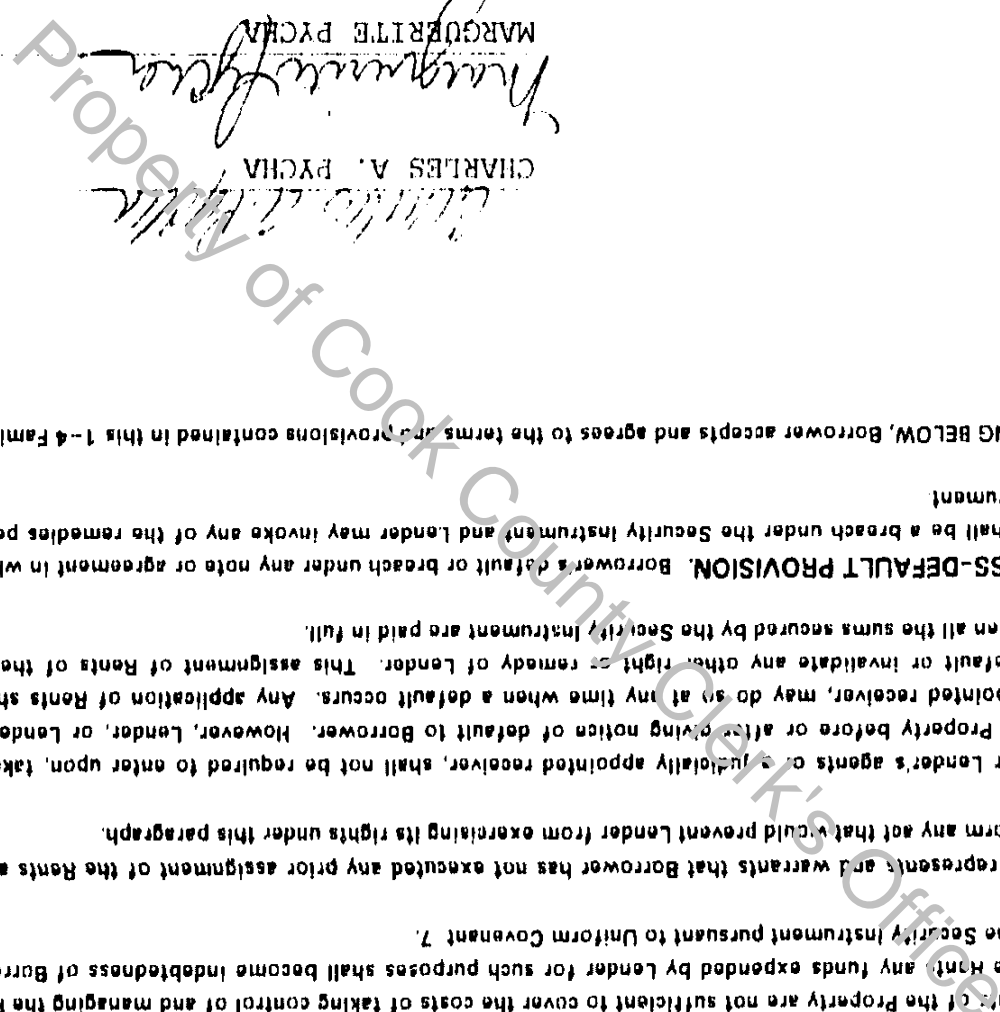 of the Property are not sufficient to cover the costs of taking control of and managing the
any funds expended by Lender for such purposes shall become indebtedness of Borro
Security Instrument pursuant to Uniform Covenant 7.
represents and warrants that Borrower has not executed any prior assignment of the Rents a
orm any act that would prevent Lender from exercising its rights under this paragraph.
r Lender's agents or a judicially appointed receiver, shall not be required to enter upon, take
Property before or after giving notice of default to Borrower. However, Lender, or Lende
pointed receiver, may do so at any time when a default occurs. Any application of Rents sh
efault or invalidate any other right or remedy of Lender. This assignment of Rents of the
en all the sums secured by the Security Instrument are paid in full.
SS-DEFAULT PROVISION. Borrower's default or breach under any note or agreement in wh
hall be a breach under the Security Instrument and Lender may invoke any of the remedies pe
rument
NG BELOW, Borrower accepts and agrees to the terms and provisions contained in this 1-4 Famil
CHARLES A. PYCHA
Marguerite Pycha
MARGUERITE PYCHA
Property of Cook County Clerk's Office